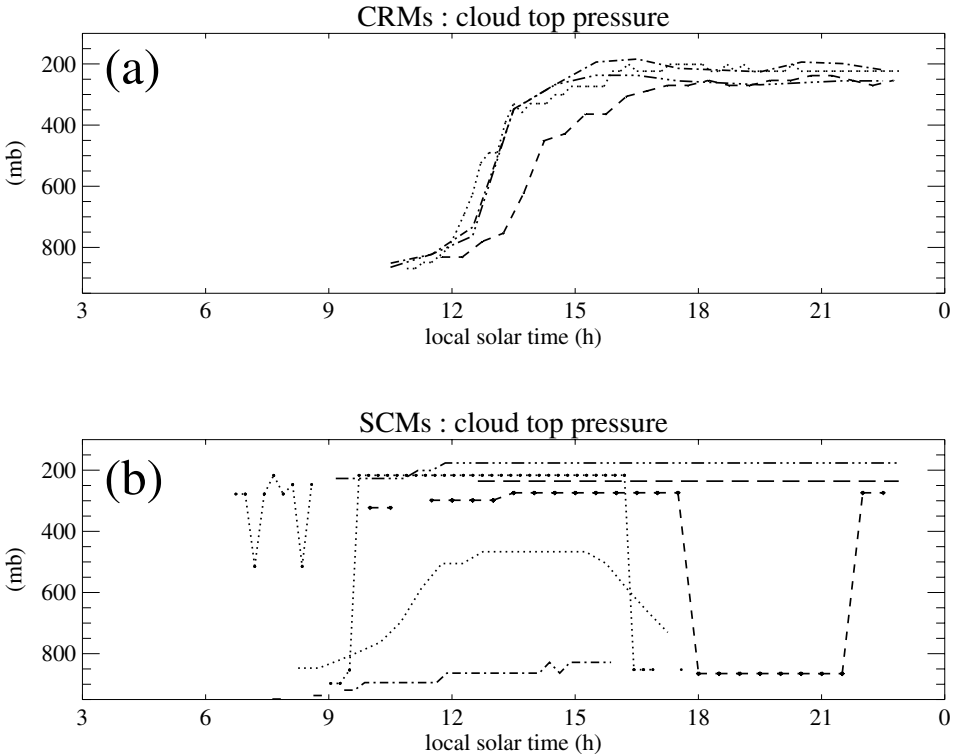 CRMs : cloud top pressure
(a)
200
400
600
800
(mb)
3 6 9 12 15 18 21 0
local solar time (h)
SCMs : cloud top pressure
(b)
200
400
600
800
(mb)
3 6 9 12 15 18 21 0
local solar time (h)